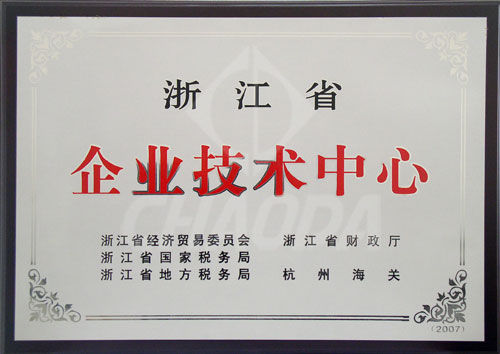 浙江省
企业技术中心
CHAODA
浙江省经济贸易委员会 浙江省财政厅
浙江省国家税务局
浙江省地方税务局 杭州海关
(2007)